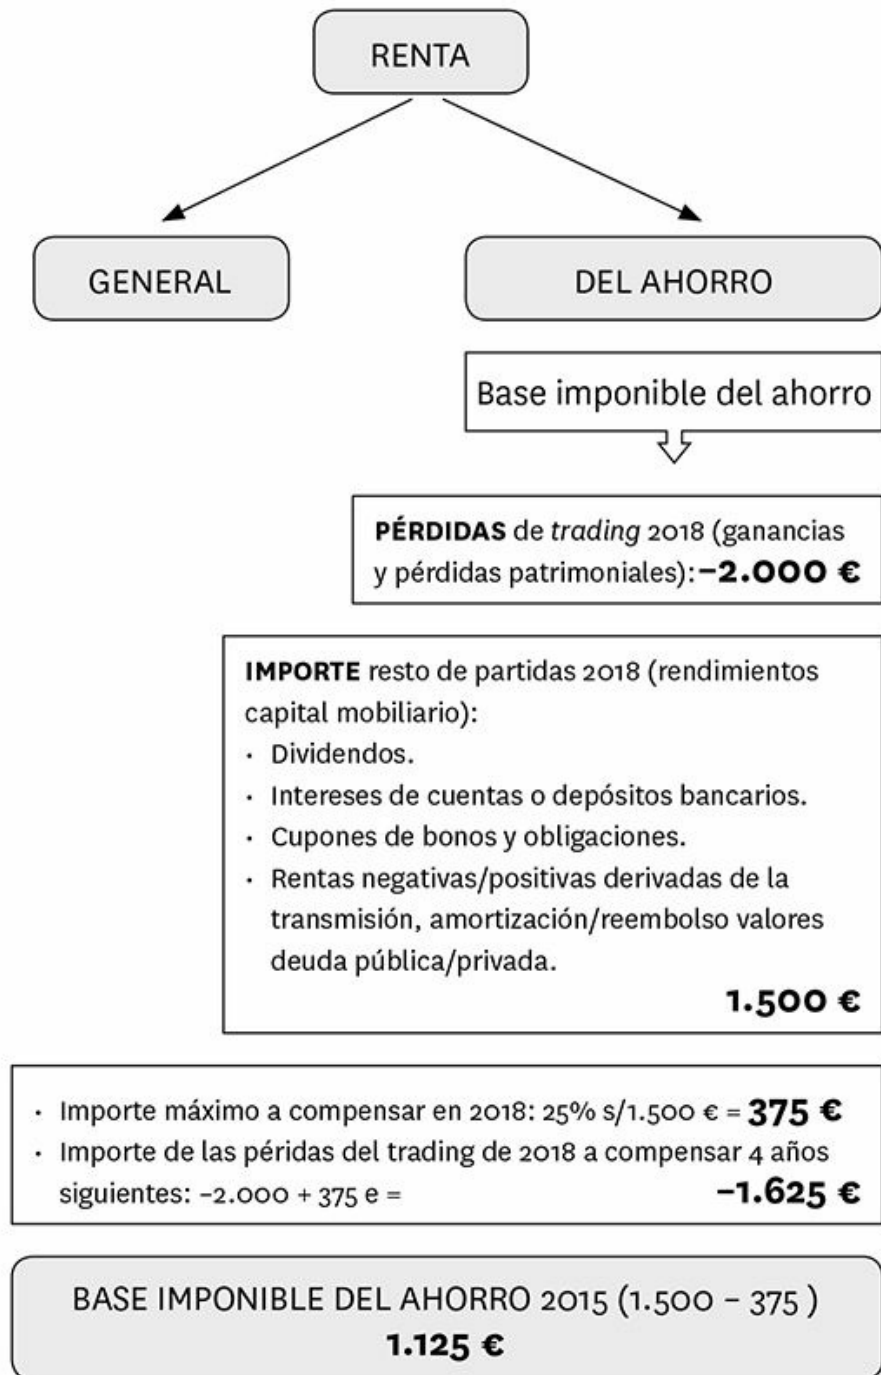 RENTA
GENERAL
DEL AHORRO
Base imponible del ahorro
PÉRDIDAS de trading 2018 (ganancias
y pérdidas patrimoniales): –2.000 €
IMPORTE resto de partidas 2018 (rendimientos
capital mobiliario):
· Dividendos.
· Intereses de cuentas o depósitos bancarios.
· Cupones de bonos y obligaciones.
· Rentas negativas/positivas derivadas de la
transmisión, amortización/reembolso valores
deuda pública/privada.
1.500 €
· Importe máximo a compensar en 2018: 25% s/1.500 € = 375 €
· Importe de las péridas del trading de 2018 a compensar 4 años
siguientes: –2.000 + 375 e = –1.625 €
BASE IMPONIBLE DEL AHORRO 2015 (1.500 – 375 )
1.125 €